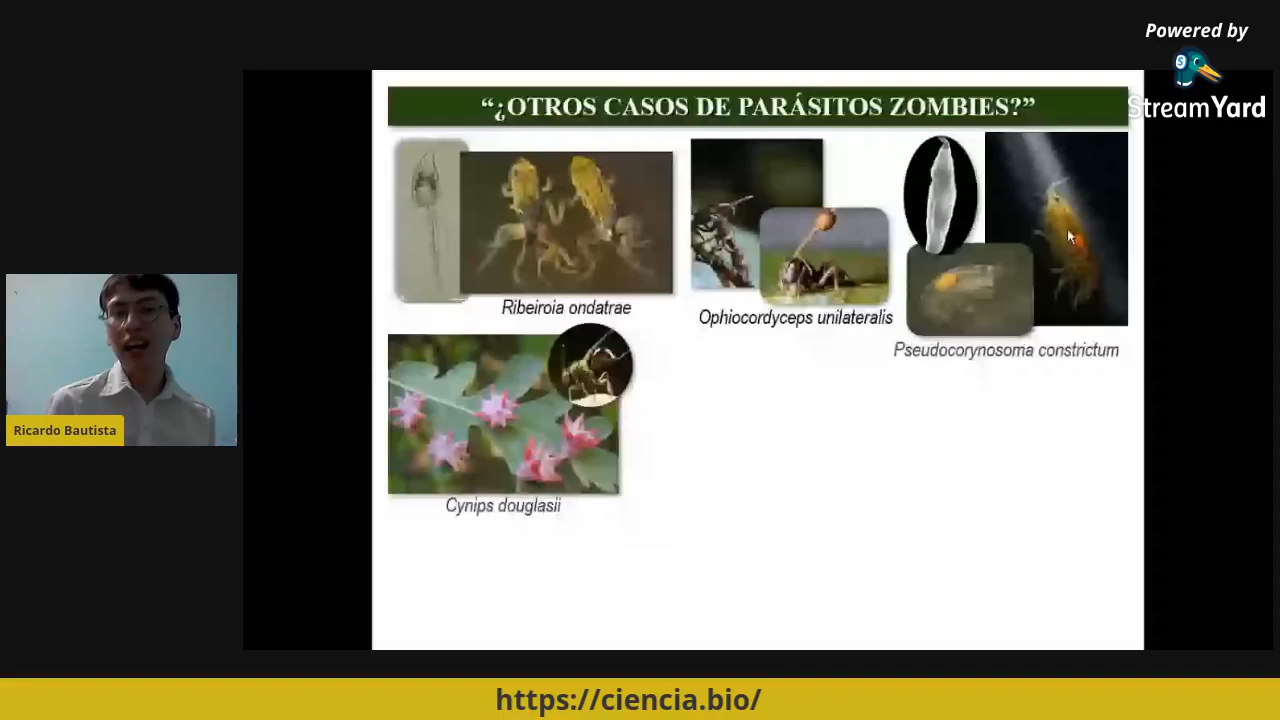 Powered by
StreamYard
“¿OTROS CASOS DE PARÁSITOS ZOMBIES?”
Ribeiroia ondatrae
Ophiocordyceps unilateralis
Pseudocorynosoma constrictum
Ricardo Bautista
Cynips douglasii
https://ciencia.bio/